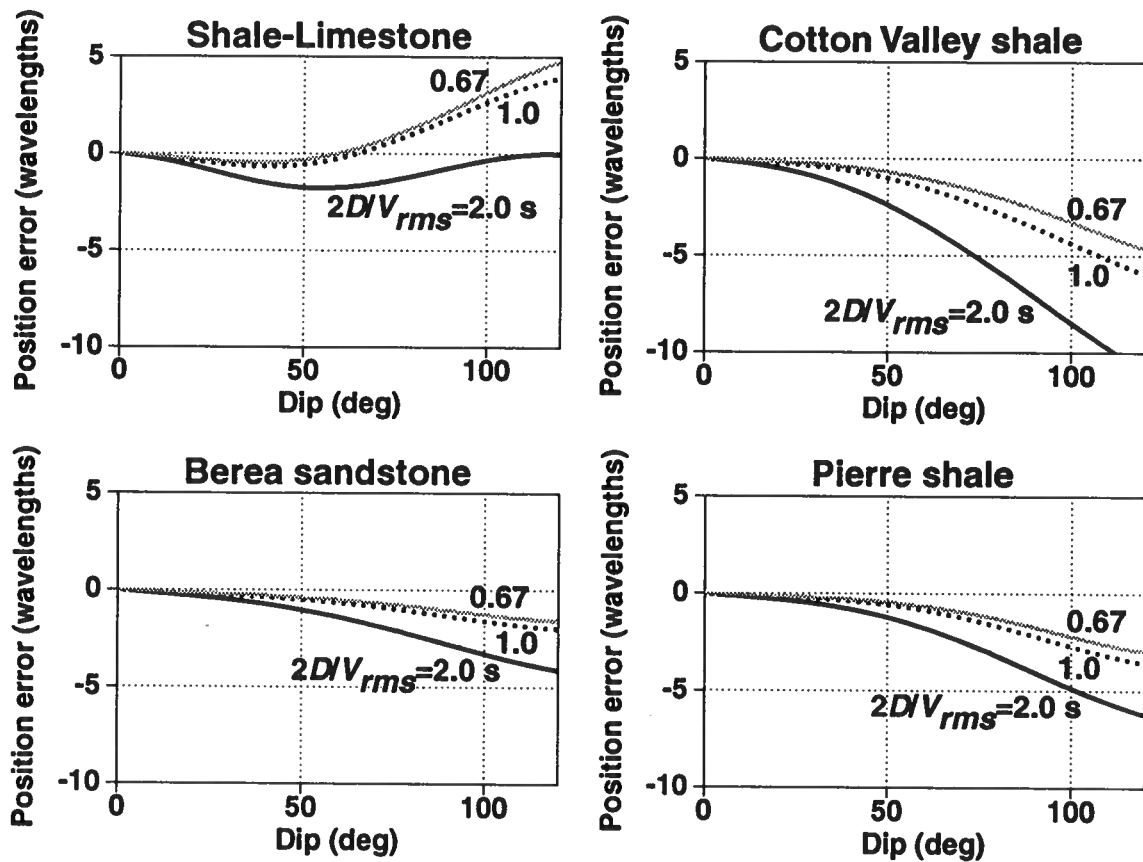 Shale-Limestone
Position error (wavelengths)
5
0
-5
-10
0.67
1.0
2D/Vrms=2.0 s
0
50
100
Dip (deg)
Cotton Valley shale
Position error (wavelengths)
5
0
-5
-10
0.67
1.0
2D/Vrms=2.0 s
0
50
100
Dip (deg)
Berea sandstone
Position error (wavelengths)
5
0
-5
-10
0.67
1.0
2D/Vrms=2.0 s
0
50
100
Dip (deg)
Pierre shale
Position error (wavelengths)
5
0
-5
-10
0.67
1.0
2D/Vrms=2.0 s
0
50
100
Dip (deg)